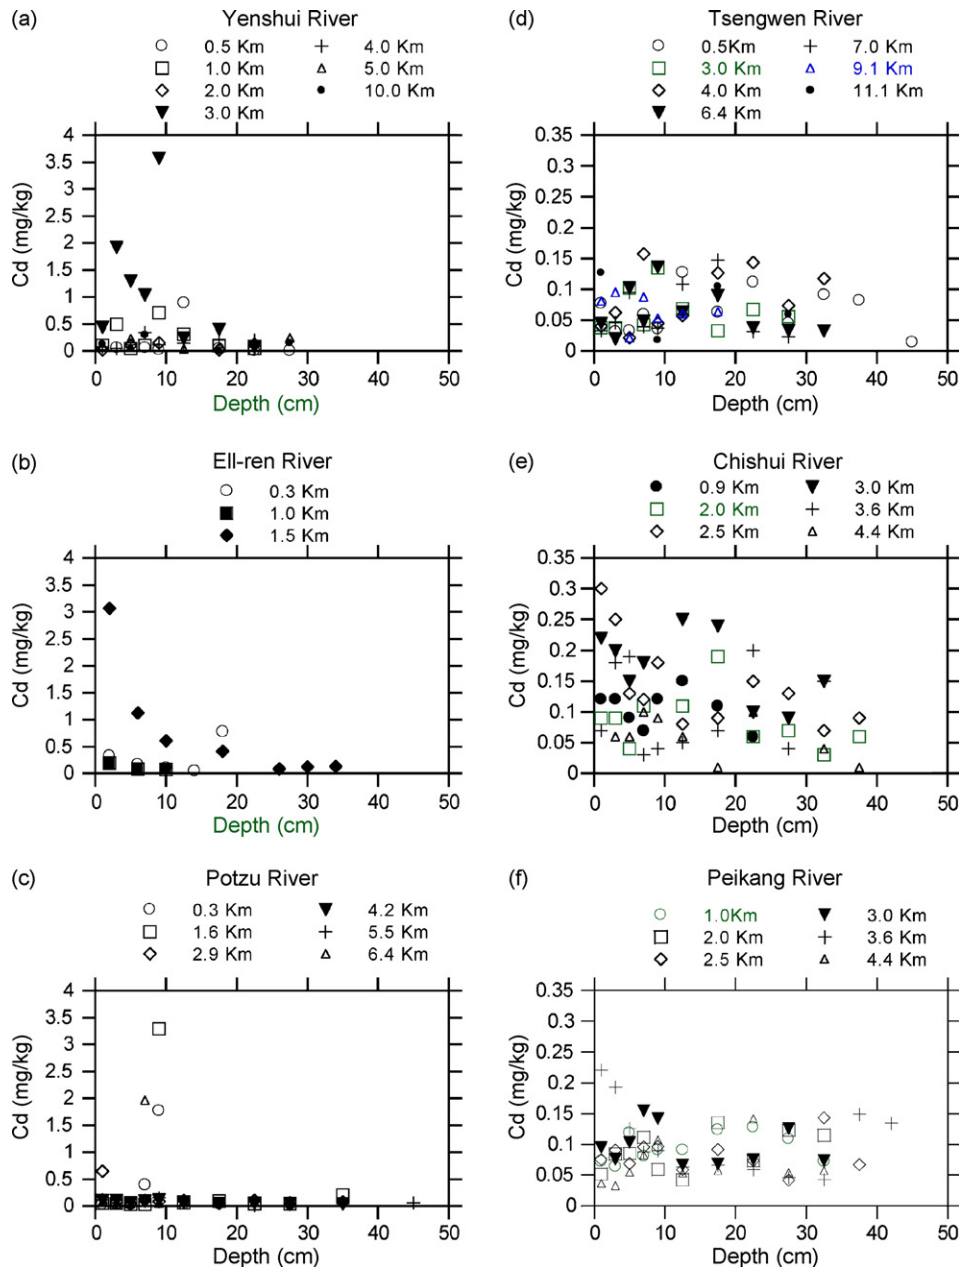 (a)
Yenshui River
0.5 Km
4.0 Km
1.0 Km
5.0 Km
2.0 Km
10.0 Km
3.0 Km
4
3.5
3
2.5
2
1.5
1
0.5
0
Cd (mg/kg)
0 10 20 30 40 50
Depth (cm)
(d)
Tsengwen River
0.5Km
7.0 Km
3.0 Km
9.1 Km
4.0 Km
11.1 Km
6.4 Km
0.35
0.3
0.25
0.2
0.15
0.1
0.05
0
Cd (mg/kg)
0 10 20 30 40 50
Depth (cm)
(b)
Ell-ren River
0.3 Km
1.0 Km
1.5 Km
4
3.5
3
2.5
2
1.5
1
0.5
0
Cd (mg/kg)
0 10 20 30 40 50
Depth (cm)
(e)
Chishui River
0.9 Km
3.0 Km
2.0 Km
3.6 Km
2.5 Km
4.4 Km
0.35
0.3
0.25
0.2
0.15
0.1
0.05
0
Cd (mg/kg)
0 10 20 30 40 50
Depth (cm)
(c)
Potzu River
0.3 Km
4.2 Km
1.6 Km
5.5 Km
2.9 Km
6.4 Km
4
3.5
3
2.5
2
1.5
1
0.5
0
Cd (mg/kg)
0 10 20 30 40 50
Depth (cm)
(f)
Peikang River
1.0Km
3.0 Km
2.0 Km
3.6 Km
2.5 Km
4.4 Km
0.35
0.3
0.25
0.2
0.15
0.1
0.05
0
Cd (mg/kg)
0 10 20 30 40 50
Depth (cm)